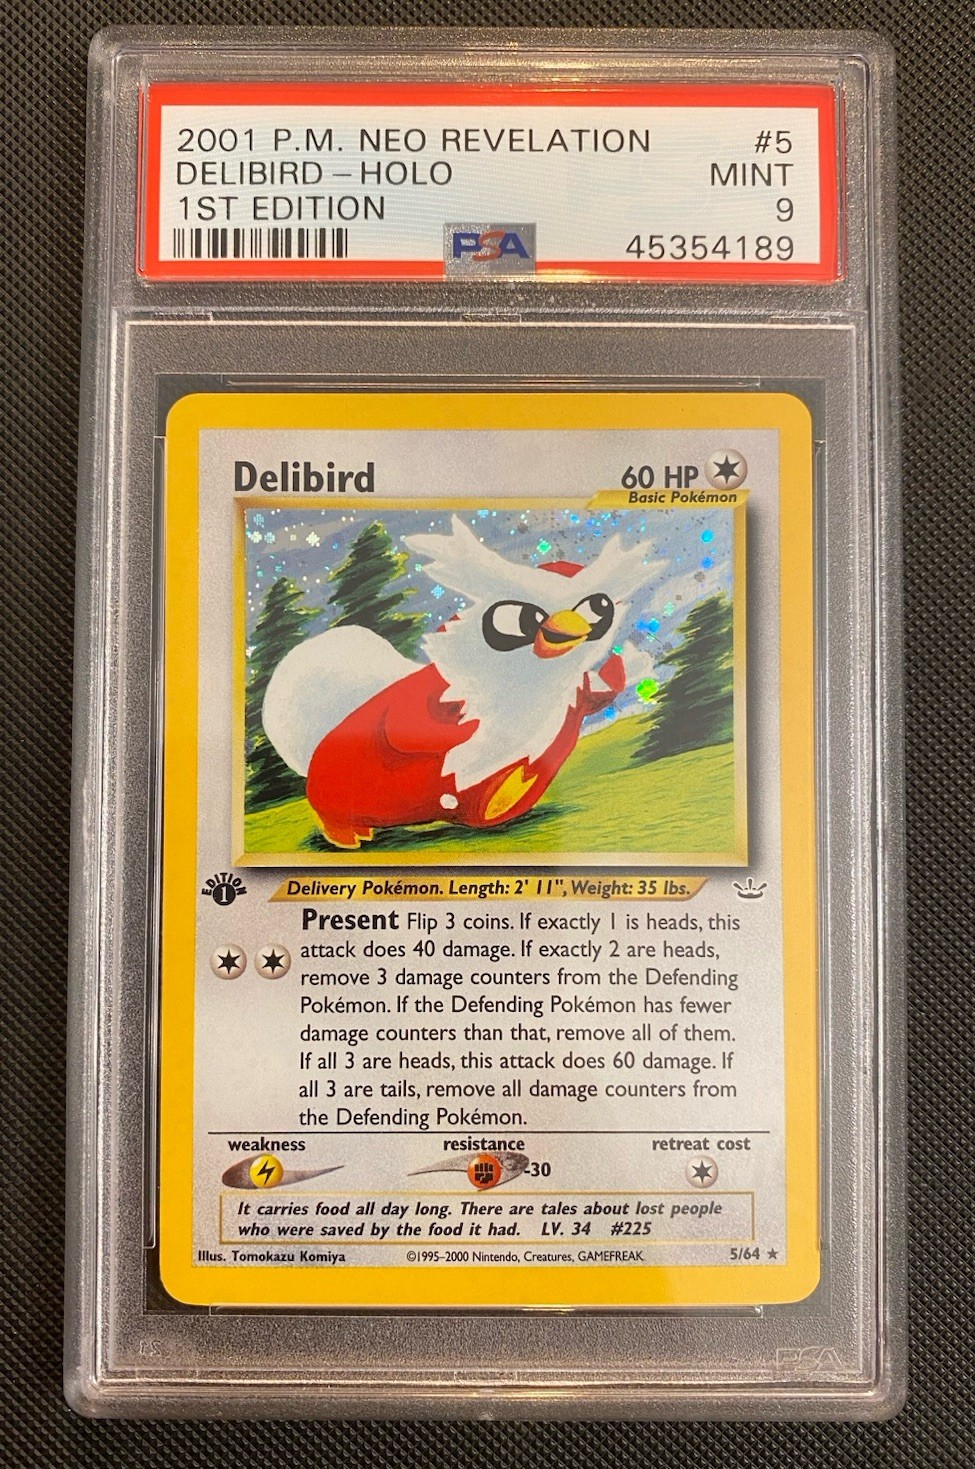 2001 P.M. NEO REVELATION #5
DELIBIRD - HOLO MINT
1ST EDITION 9
PSA 45354189
Delibird 60 HP
Basic Pokémon
EDITION 1
Delivery Pokémon. Length: 2' 11", Weight: 35 lbs.
Present Flip 3 coins. If exactly 1 is heads, this
attack does 40 damage. If exactly 2 are heads,
remove 3 damage counters from the Defending
Pokémon. If the Defending Pokémon has fewer
damage counters than that, remove all of them.
If all 3 are heads, this attack does 60 damage. If
all 3 are tails, remove all damage counters from
the Defending Pokémon.
weakness resistance retreat cost
-30
It carries food all day long. There are tales about lost people
who were saved by the food it had. LV. 34 #225
Illus. Tomokazu Komiya ©1995-2000 Nintendo, Creatures, GAMEFREAK. 5/64 ★
PSA